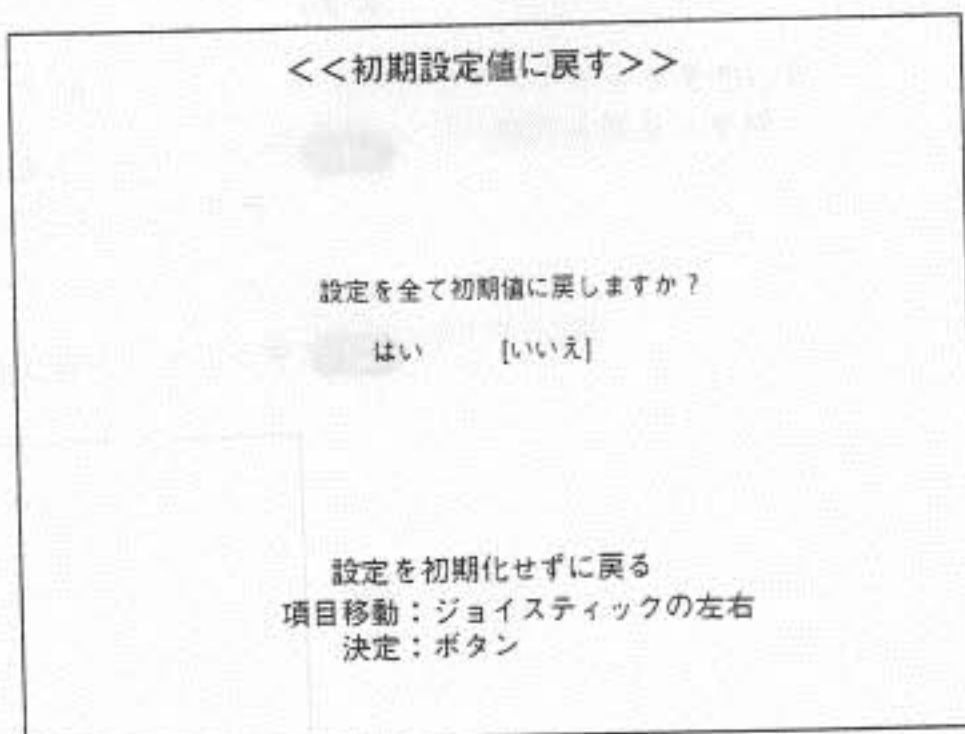 <<初期設定値に戻す>>
設定を全て初期値に戻しますか？
はい [いいえ]
設定を初期化せずに戻る
項目移動：ジョイスティックの左右
決定：ボタン